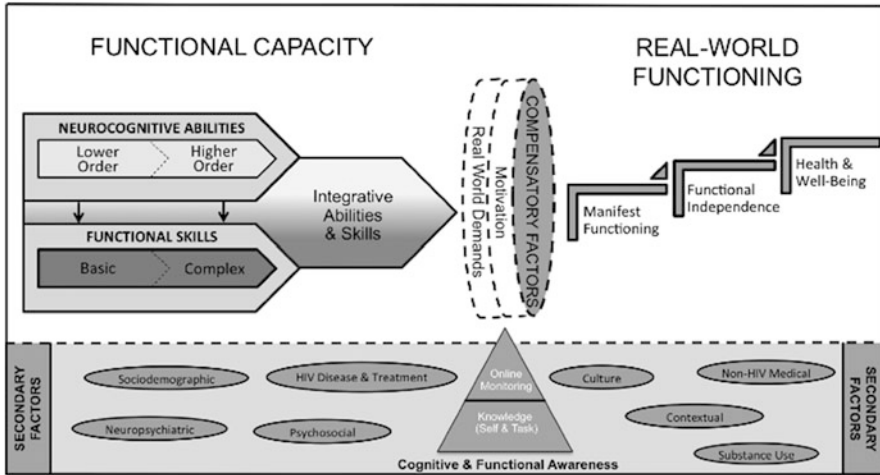 FUNCTIONAL CAPACITY
REAL-WORLD
FUNCTIONING
NEUROCOGNITIVE ABILITIES
Lower
Order
Higher
Order
FUNCTIONAL SKILLS
Basic
Complex
Integrative
Abilities
& Skills
Real World Demands
Motivation
COMPENSATORY FACTORS
Manifest
Functioning
Functional
Independence
Health &
Well-Being
SECONDARY
FACTORS
Sociodemographic
HIV Disease & Treatment
Neuropsychiatric
Psychosocial
Online
Monitoring
Knowledge
(Self & Task)
Cognitive & Functional Awareness
Culture
Non-HIV Medical
Contextual
Substance Use
SECONDARY
FACTORS